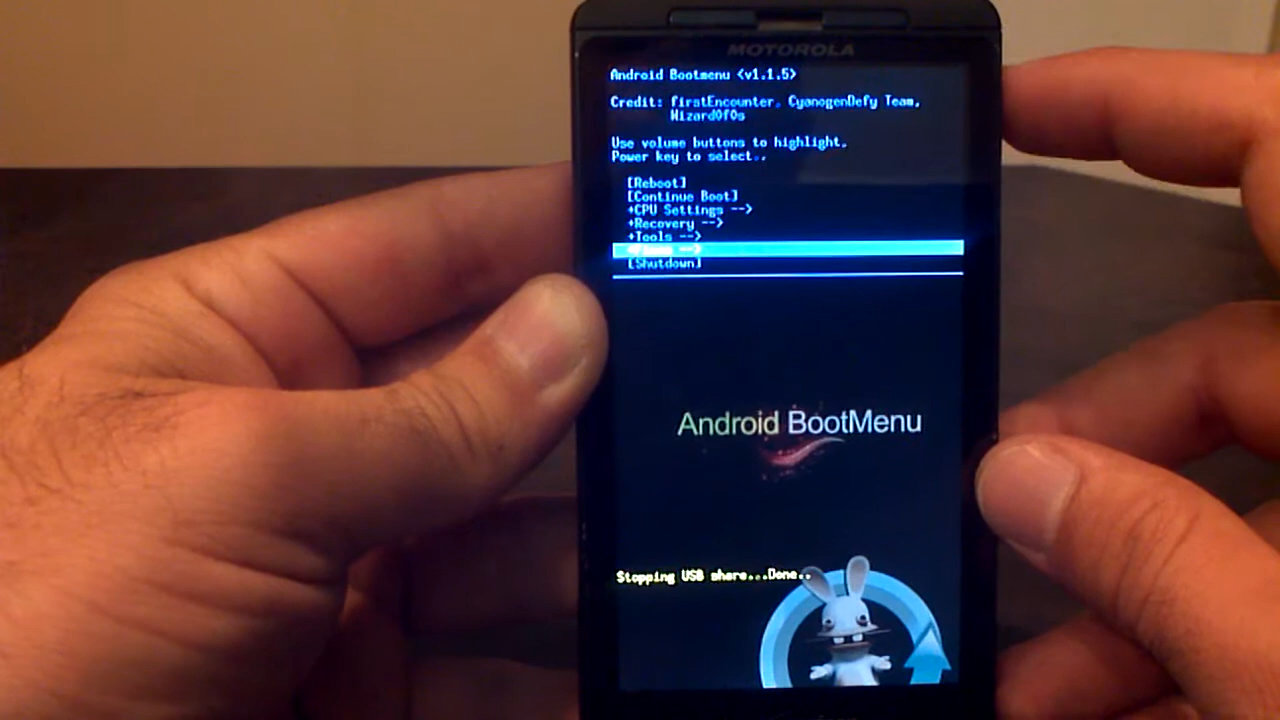 MOTOROLA
Android Bootmenu <v1.1.5>
Credit: firstEncounter, CyanogenDefy Team,
WizardOfOs
Use volume buttons to highlight,
Power key to select..
[Reboot]
[Continue Boot]
+CPU Settings -->
+Recovery -->
+Tools -->
-->
[Shutdown]
Android BootMenu
Stopping USB share...Done..